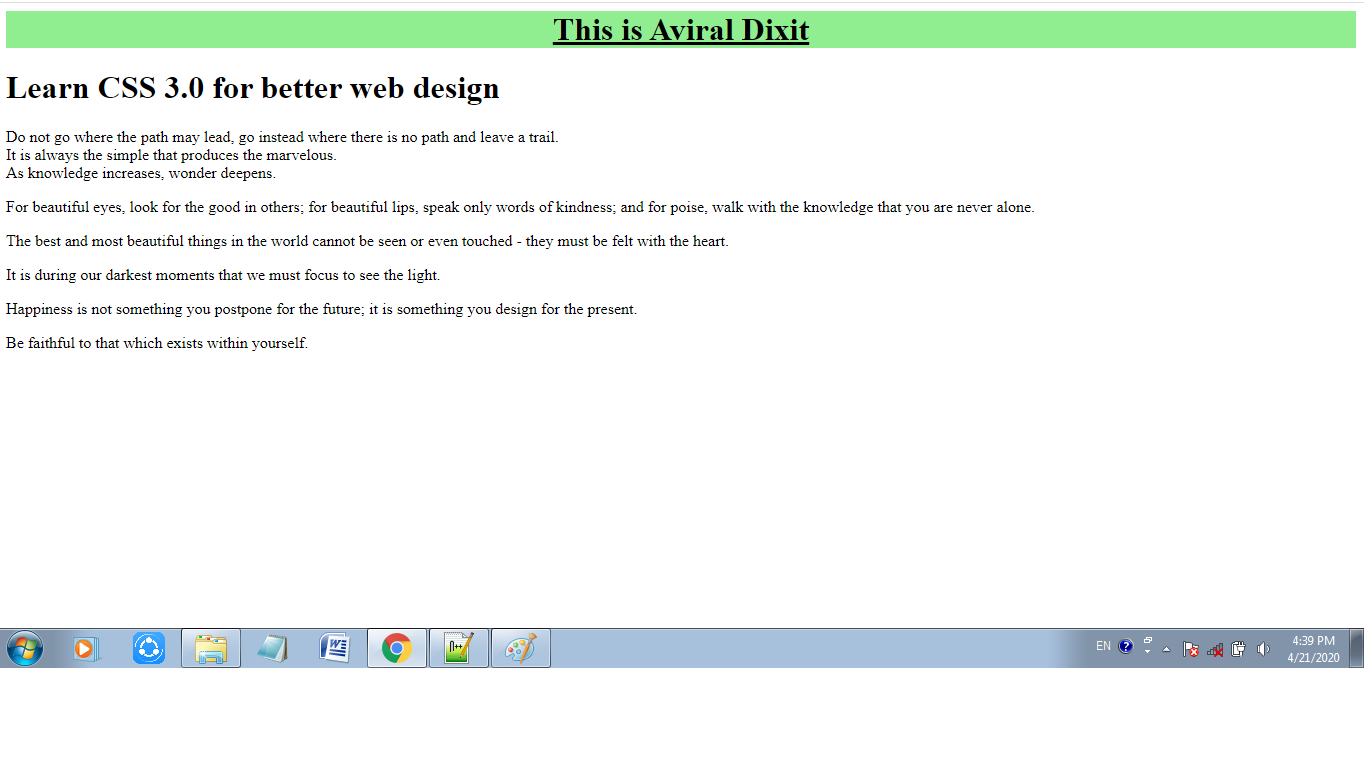 This is Aviral Dixit
Learn CSS 3.0 for better web design
Do not go where the path may lead, go instead where there is no path and leave a trail.
It is always the simple that produces the marvelous.
As knowledge increases, wonder deepens.
For beautiful eyes, look for the good in others; for beautiful lips, speak only words of kindness; and for poise, walk with the knowledge that you are never alone.
The best and most beautiful things in the world cannot be seen or even touched - they must be felt with the heart.
It is during our darkest moments that we must focus to see the light.
Happiness is not something you postpone for the future; it is something you design for the present.
Be faithful to that which exists within yourself.
EN
4:39 PM
4/21/2020